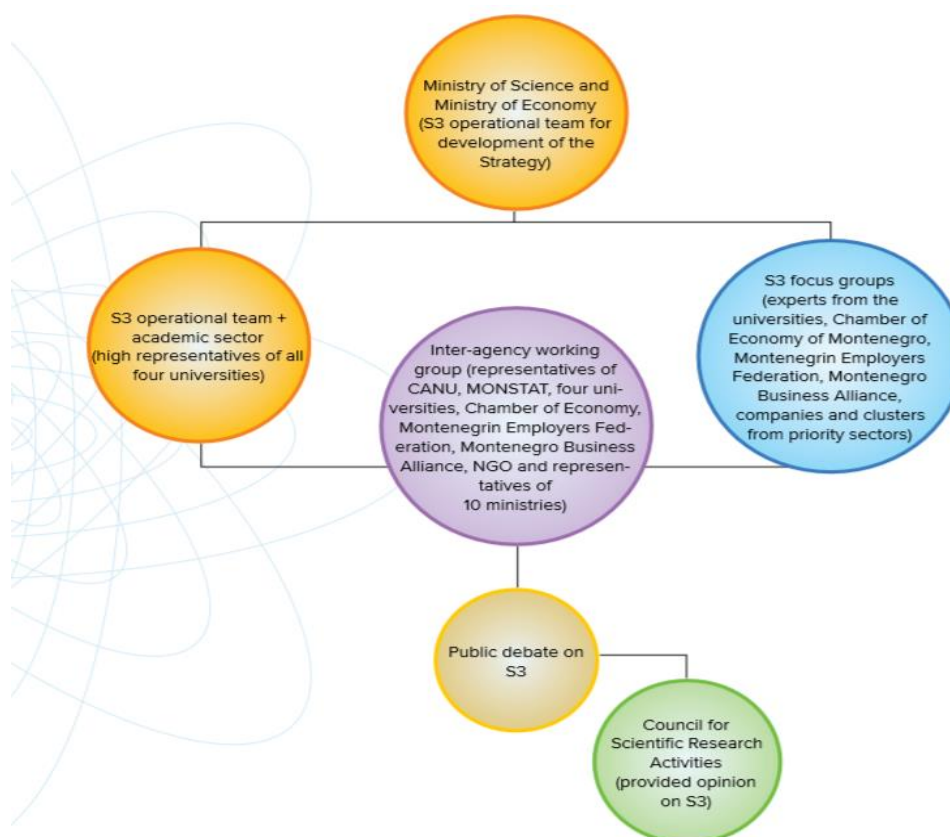 Ministry of Science and
Ministry of Economy
(S3 operational team for
development of the
Strategy)
S3 operational team +
academic sector
(high representatives of all
four universities)
S3 focus groups
(experts from the
universities, Chamber of
Economy of Montenegro,
Montenegrin Employers
Federation, Montenegro
Business Alliance,
companies and clusters
from priority sectors)
Inter-agency working
group (representatives of
CANU, MONSTAT, four uni-
versities, Chamber of Economy,
Montenegrin Employers Fed-
eration, Montenegro Business
Alliance, NGO and represen-
tatives of
10 ministries)
Public debate on
S3
Council for
Scientific Research
Activities
(provided opinion
on S3)